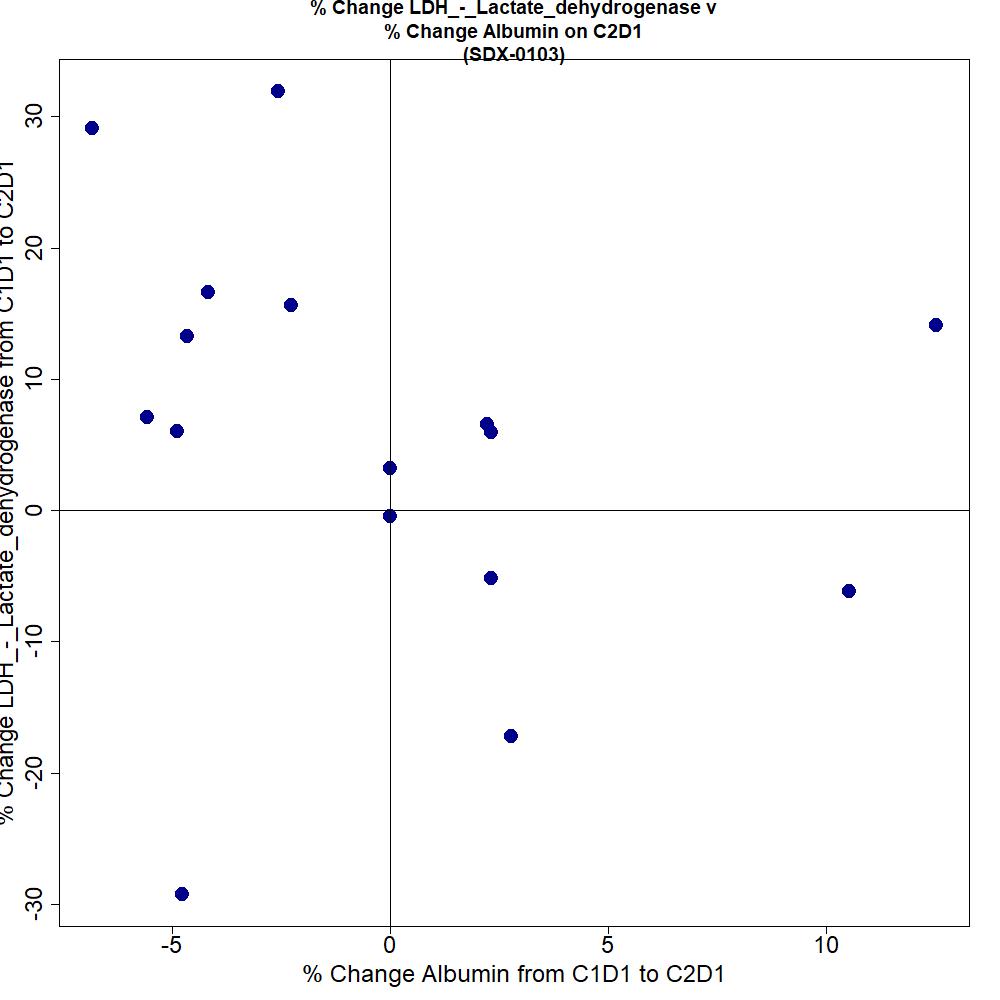 % Change LDH_-_Lactate_dehydrogenase v
% Change Albumin on C2D1
(SDX-0103)
% Change LDH_-_Lactate_dehydrogenase from C1D1 to C2D1
30
20
10
0
-10
-20
-30
-5
0
5
10
% Change Albumin from C1D1 to C2D1